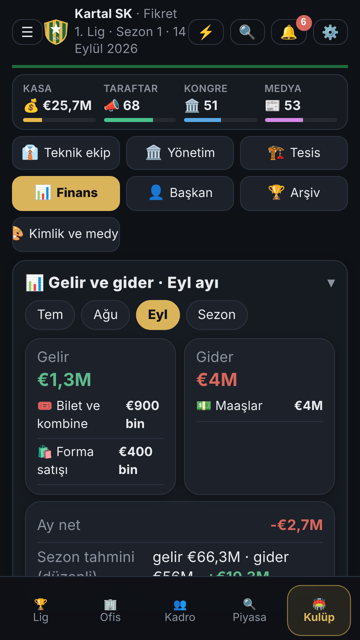 Kartal SK · Fikret
1. Lig · Sezon 1 · 14
Eylül 2026
6
KASA
€25,7M
TARAFTAR
68
KONGRE
51
MEDYA
53
Teknik ekip
Yönetim
Tesis
Finans
Başkan
Arşiv
Kimlik ve medy
Gelir ve gider · Eyl ayı
Tem
Ağu
Eyl
Sezon
Gelir
€1,3M
Bilet ve kombine
€900 bin
Forma satışı
€400 bin
Gider
€4M
Maaşlar
€4M
Ay net
-€2,7M
Sezon tahmini
gelir €66,3M · gider
Lig
Ofis
Kadro
Piyasa
Kulüp